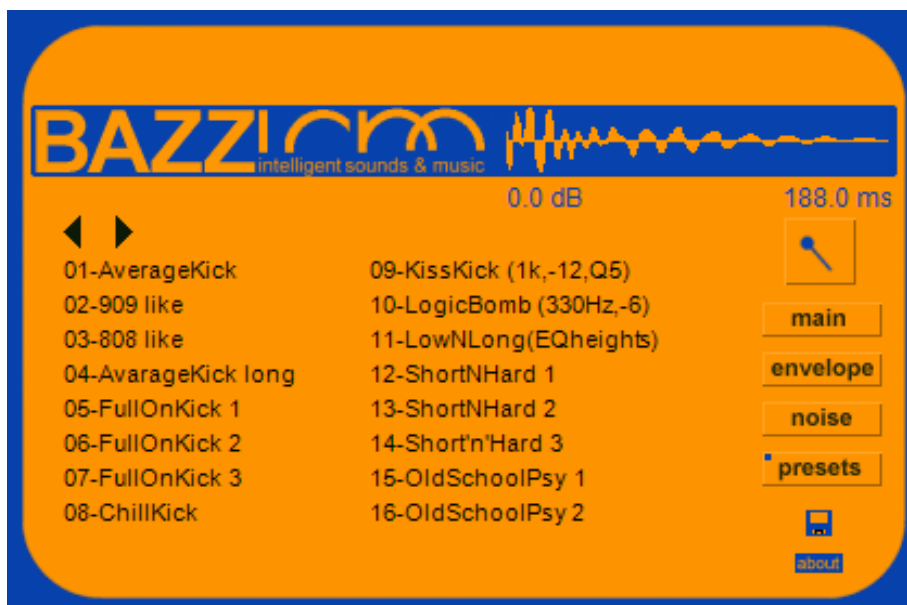 BAZZ!sm
intelligent sounds & music
0.0 dB
188.0 ms
01-AverageKick
02-909 like
03-808 like
04-AvarageKick long
05-FullOnKick 1
06-FullOnKick 2
07-FullOnKick 3
08-ChillKick
09-KissKick (1k,-12,Q5)
10-LogicBomb (330Hz,-6)
11-LowNLong(EQheights)
12-ShortNHard 1
13-ShortNHard 2
14-Short'n'Hard 3
15-OldSchoolPsy 1
16-OldSchoolPsy 2
main
envelope
noise
presets
about